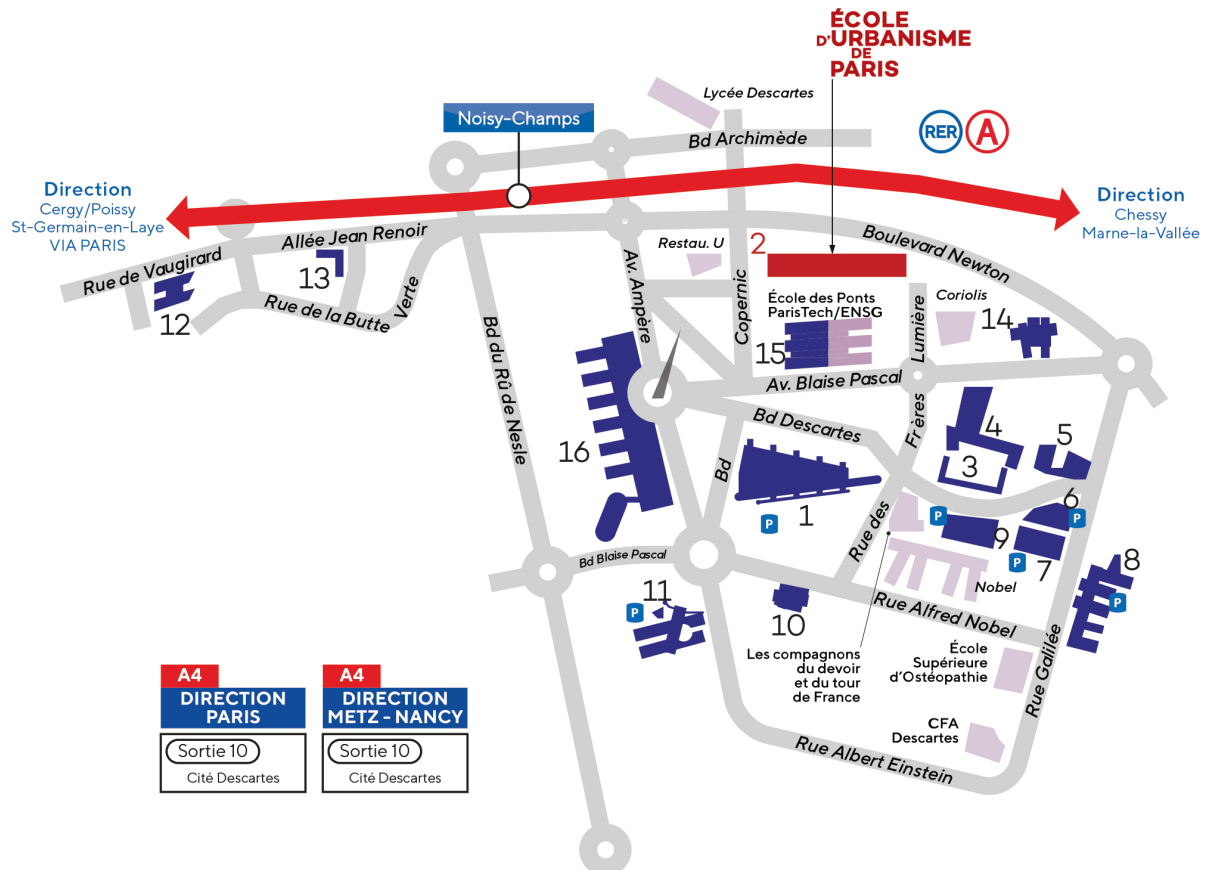 ÉCOLE
D'URBANISME
DE
PARIS
Lycée Descartes
Noisy-Champs
Bd Archimède
RER A
Direction
Cergy/Poissy
St-Germain-en-Laye
VIA PARIS
Direction
Chessy
Marne-la-Vallée
Allée Jean Renoir
Rue de Vaugirard
Rue de la Butte Verte
12
13
Restau. U
2
Boulevard Newton
Av. Ampère
Copernic
École des Ponts
ParisTech/ENSG
15
Lumière
Coriolis
14
Bd du Rû de Nesle
Av. Blaise Pascal
Bd Descartes
Frères
4
3
5
16
Bd
1
P
Rue des
6
P
P
9
7
P
8
P
Bd Blaise Pascal
Nobel
11
P
10
Rue Alfred Nobel
Les compagnons
du devoir
et du tour
de France
École
Supérieure
d'Ostéopathie
Rue Galilée
CFA
Descartes
Rue Albert Einstein
A4
DIRECTION
PARIS
Sortie 10
Cité Descartes
A4
DIRECTION
METZ - NANCY
Sortie 10
Cité Descartes